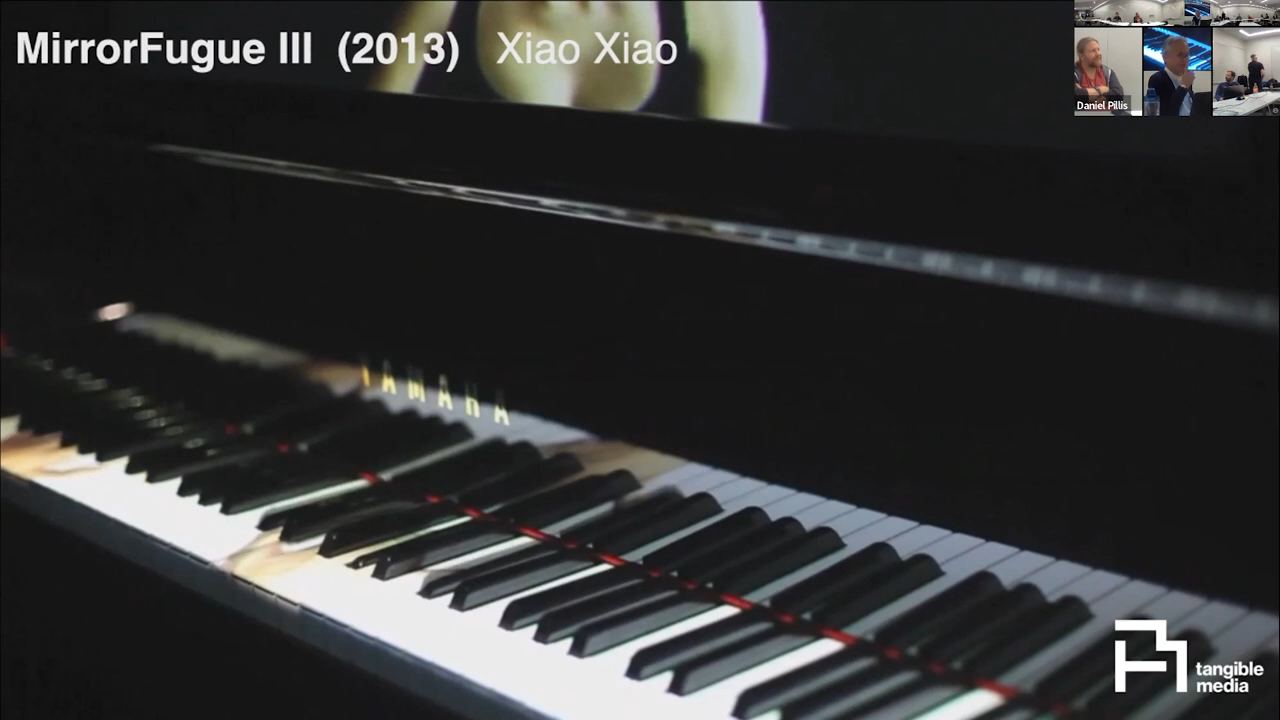 MirrorFugue III (2013) Xiao Xiao
Daniel Pillis
YAMAHA
tangible
media